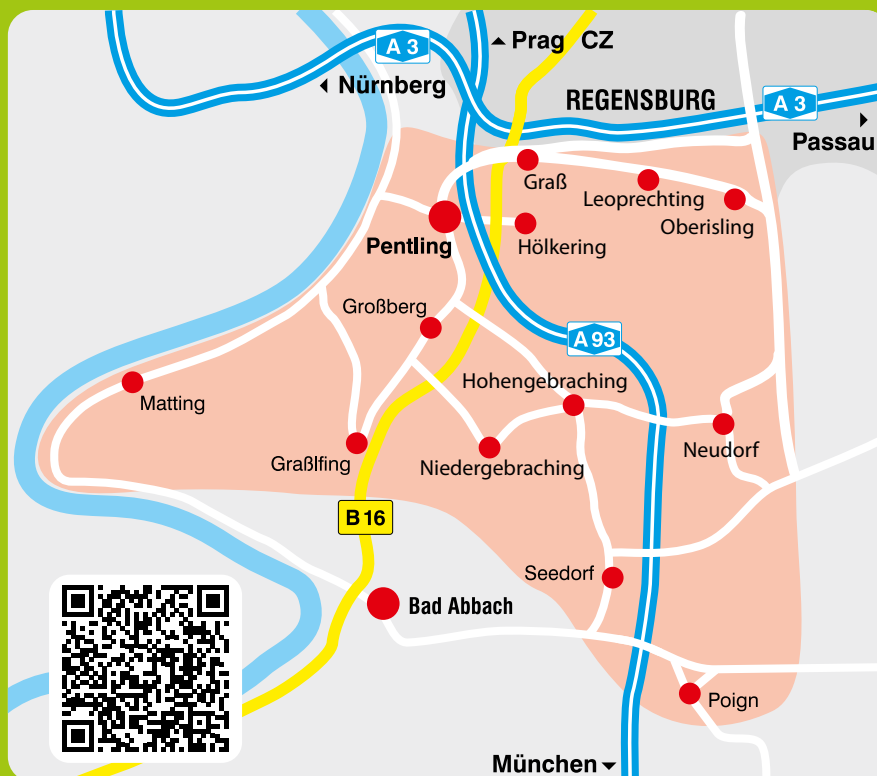 A 3
Prag CZ
Nürnberg
REGENSBURG
A 3
Passau
Graß
Leoprechting
Oberisling
Pentling
Hölkering
Großberg
A 93
Hohengebraching
Matting
Neudorf
Graßlfing
Niedergebraching
B 16
Seedorf
Bad Abbach
Poign
München